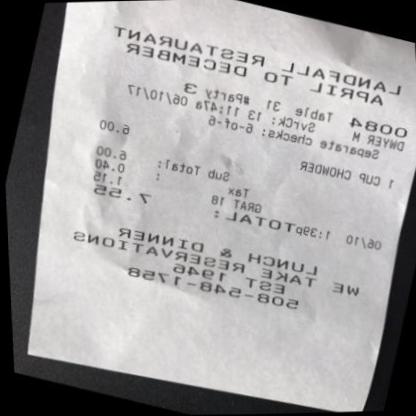 LANDFALL RESTAURANT
APRIL TO DECEMBER
0084 Table 31 #Party 3
DWYER M SvrCk: 13 11:47a 06/10/17
Separate checks: 6-of-6
1 CUP CHOWDER 6.00
Sub Total: 6.00
Tax : 0.40
GRAT 18 1.15
06/10 1:39pTOTAL: 7.55
LUNCH & DINNER
WE TAKE RESERVATIONS
EST 1946
508-548-1758